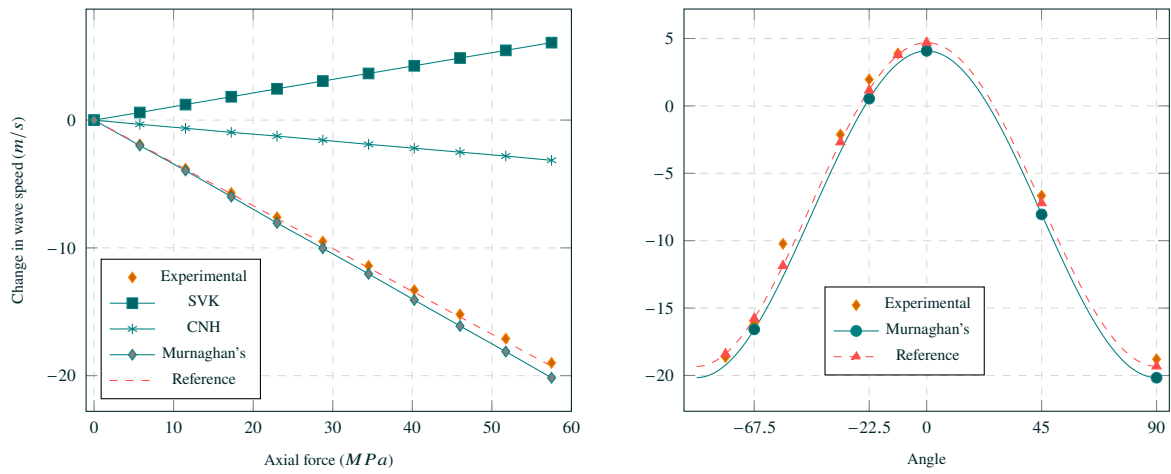 0
−10
−20
Change in wave speed (m/s)
Experimental
SVK
CNH
Murnaghan's
Reference
0 10 20 30 40 50 60
Axial force (MPa)
5
0
−5
−10
−15
−20
Experimental
Murnaghan's
Reference
−67.5 −22.5 0 45 90
Angle